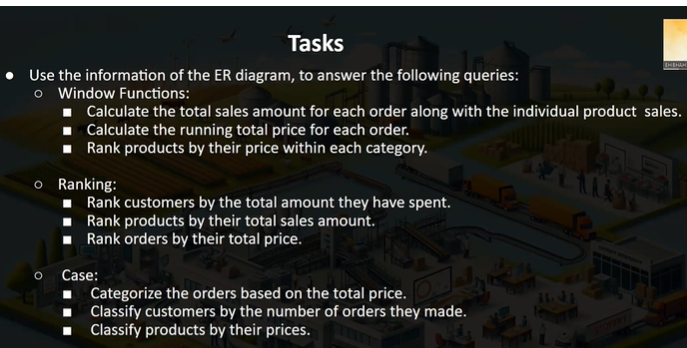 Tasks
● Use the information of the ER diagram, to answer the following queries:
○ Window Functions:
■ Calculate the total sales amount for each order along with the individual product sales.
■ Calculate the running total price for each order.
■ Rank products by their price within each category.
○ Ranking:
■ Rank customers by the total amount they have spent.
■ Rank products by their total sales amount.
■ Rank orders by their total price.
○ Case:
■ Categorize the orders based on the total price.
■ Classify customers by the number of orders they made.
■ Classify products by their prices.